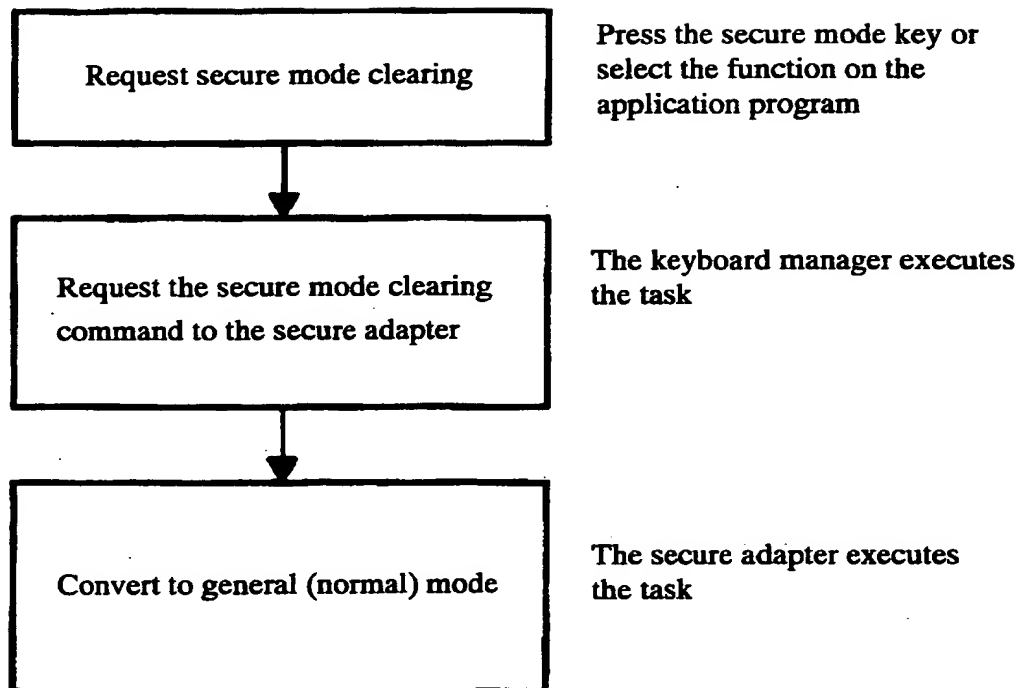 Request secure mode clearing
Press the secure mode key or
select the function on the
application program
Request the secure mode clearing
command to the secure adapter
The keyboard manager executes
the task
Convert to general (normal) mode
The secure adapter executes
the task